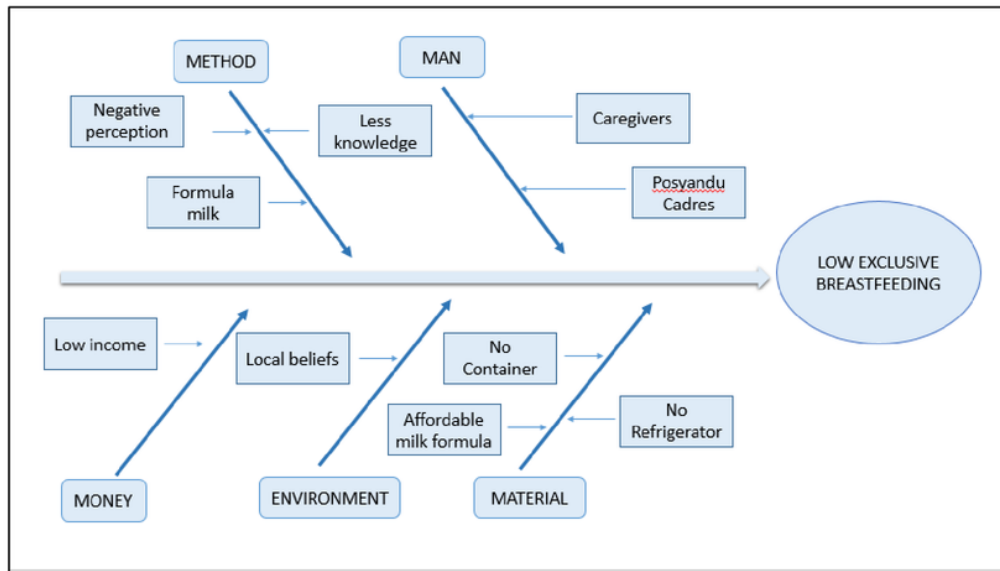 METHOD
MAN
Negative
perception
Less
knowledge
Caregivers
Formula
milk
Posyandu
Cadres
LOW EXCLUSIVE
BREASTFEEDING
Low income
Local beliefs
No
Container
Affordable
milk formula
No
Refrigerator
MONEY
ENVIRONMENT
MATERIAL